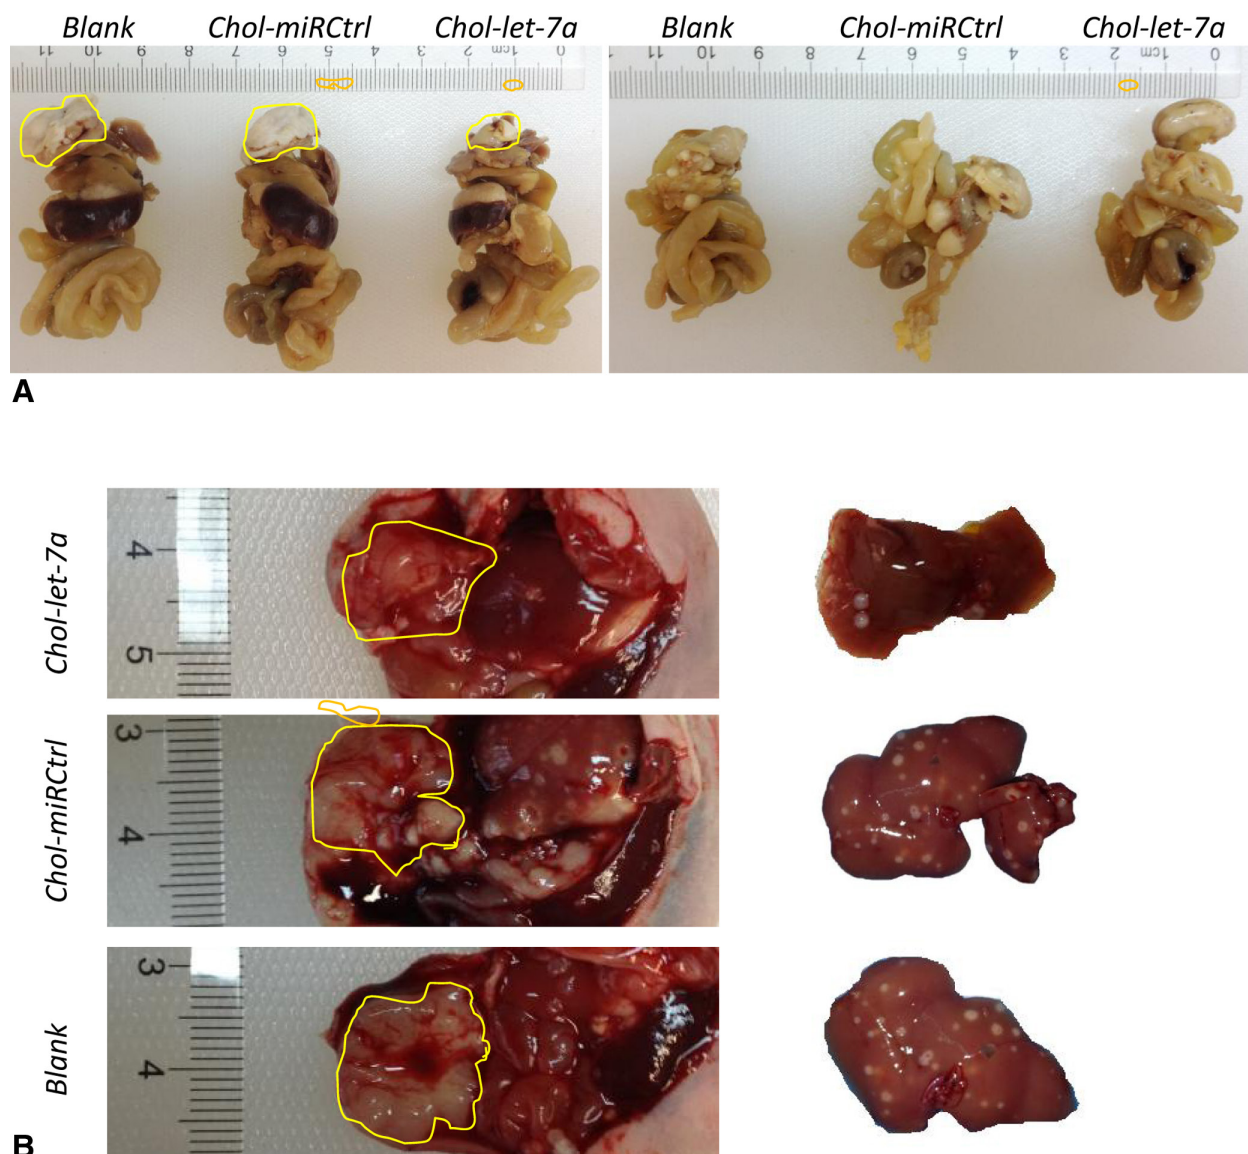 Blank Chol-miRCtrl Chol-let-7a Blank Chol-miRCtrl Chol-let-7a
11 10 9 8 7 6 5 4 3 2 1cm 0 11 10 9 8 7 6 5 4 3 2 1cm 0
A
Chol-let-7a
4
5
Chol-miRCtrl
3
4
Blank
3
4
B